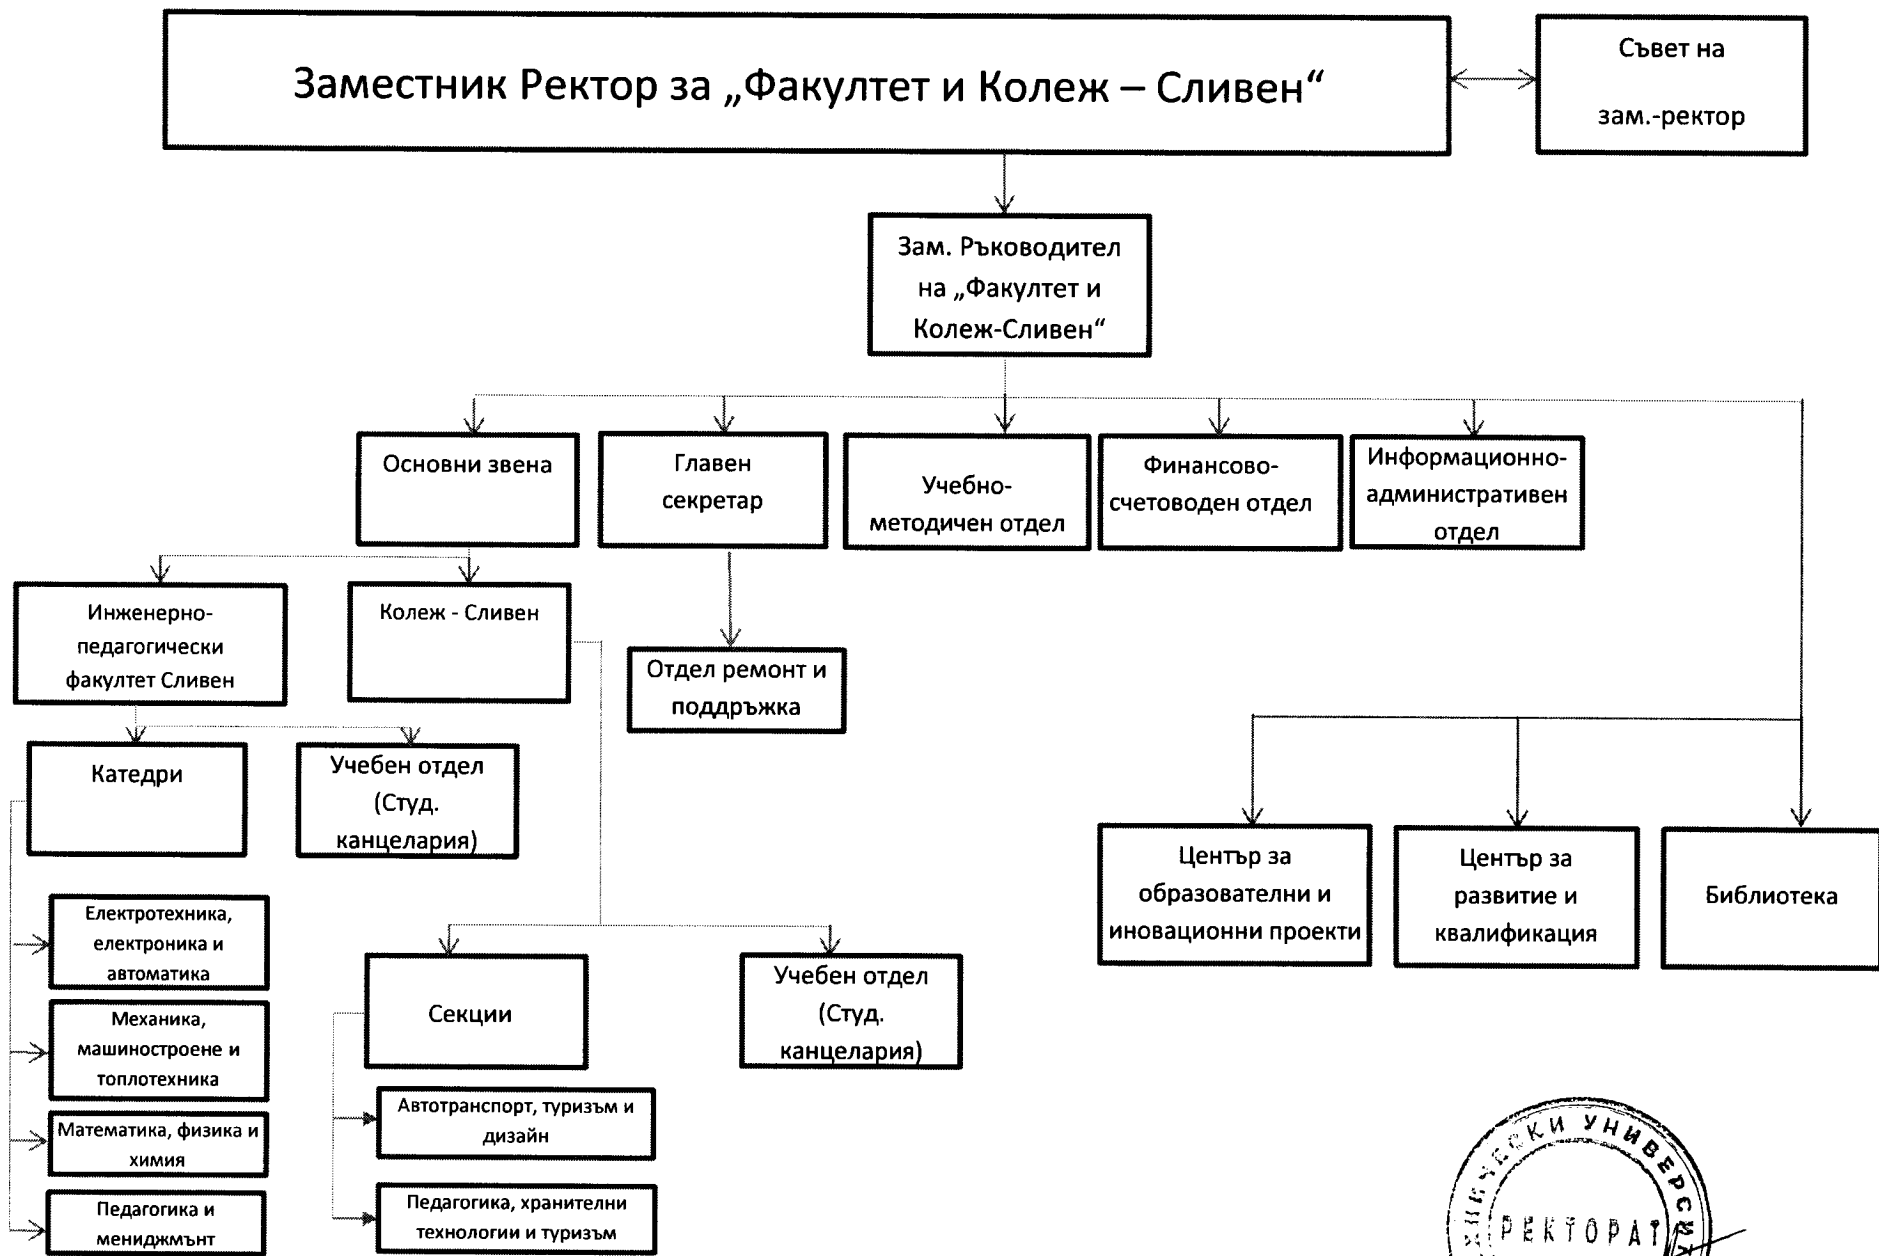 Заместник Ректор за „Факултет и Колеж – Сливен“
Съвет на
зам.-ректор
Зам. Ръководител
на „Факултет и
Колеж-Сливен“
Основни звена
Главен
секретар
Учебно-
методичен отдел
Финансово-
счетоводен отдел
Информационно-
административен
отдел
Инженерно-
педагогически
факултет Сливен
Колеж - Сливен
Отдел ремонт и
поддръжка
Катедри
Учебен отдел
(Студ.
канцелария)
Център за
образователни и
иновационни проекти
Център за
развитие и
квалификация
Библиотека
Електротехника,
електроника и
автоматика
Механика,
машиностроене и
топлотехника
Математика, физика и
химия
Педагогика и
мениджмънт
Секции
Учебен отдел
(Студ.
канцелария)
Автотранспорт, туризъм и
дизайн
Педагогика, хранителни
технологии и туризъм
РЕКТОРАТ